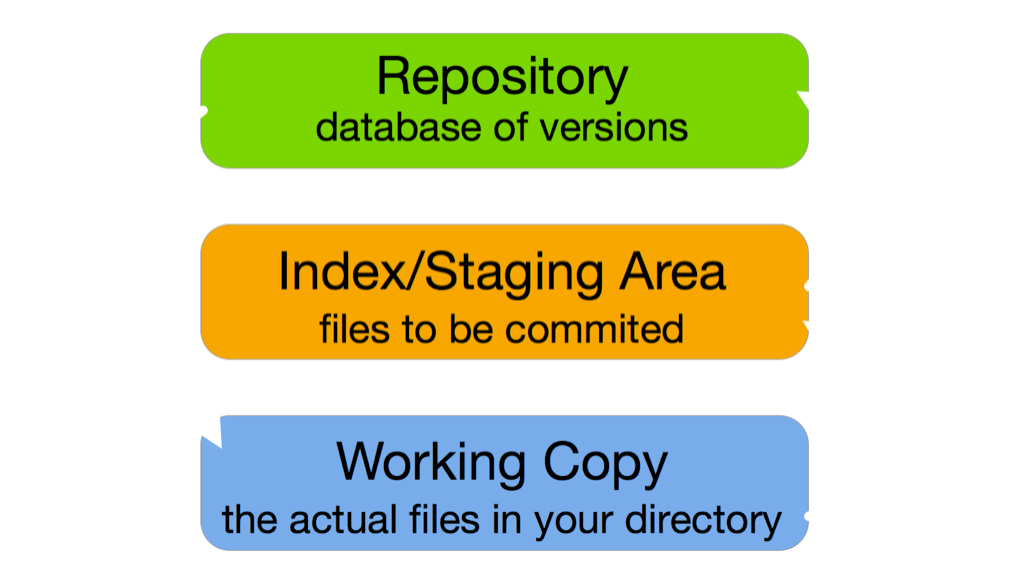 Repository
database of versions
Index/Staging Area
files to be commited
Working Copy
the actual files in your directory